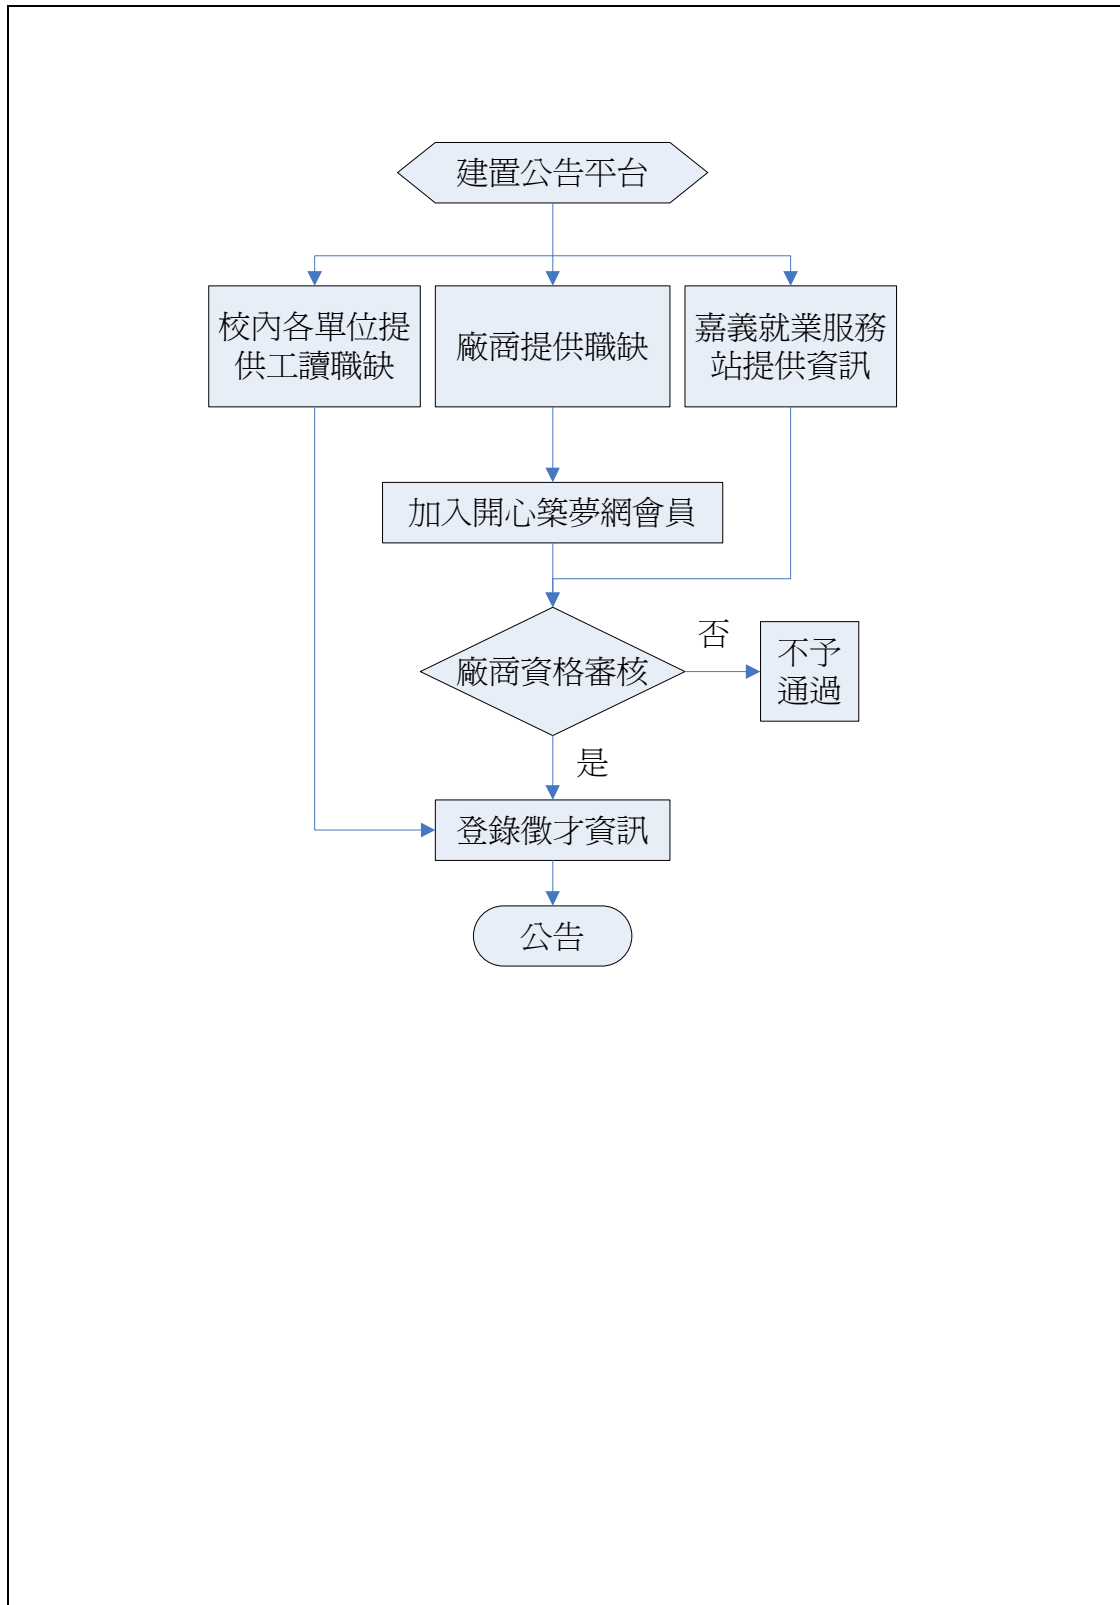 建置公告平台
校內各單位提
供工讀職缺
廠商提供職缺
嘉義就業服務
站提供資訊
加入開心築夢網會員
廠商資格審核
否
不予
通過
是
登錄徵才資訊
公告